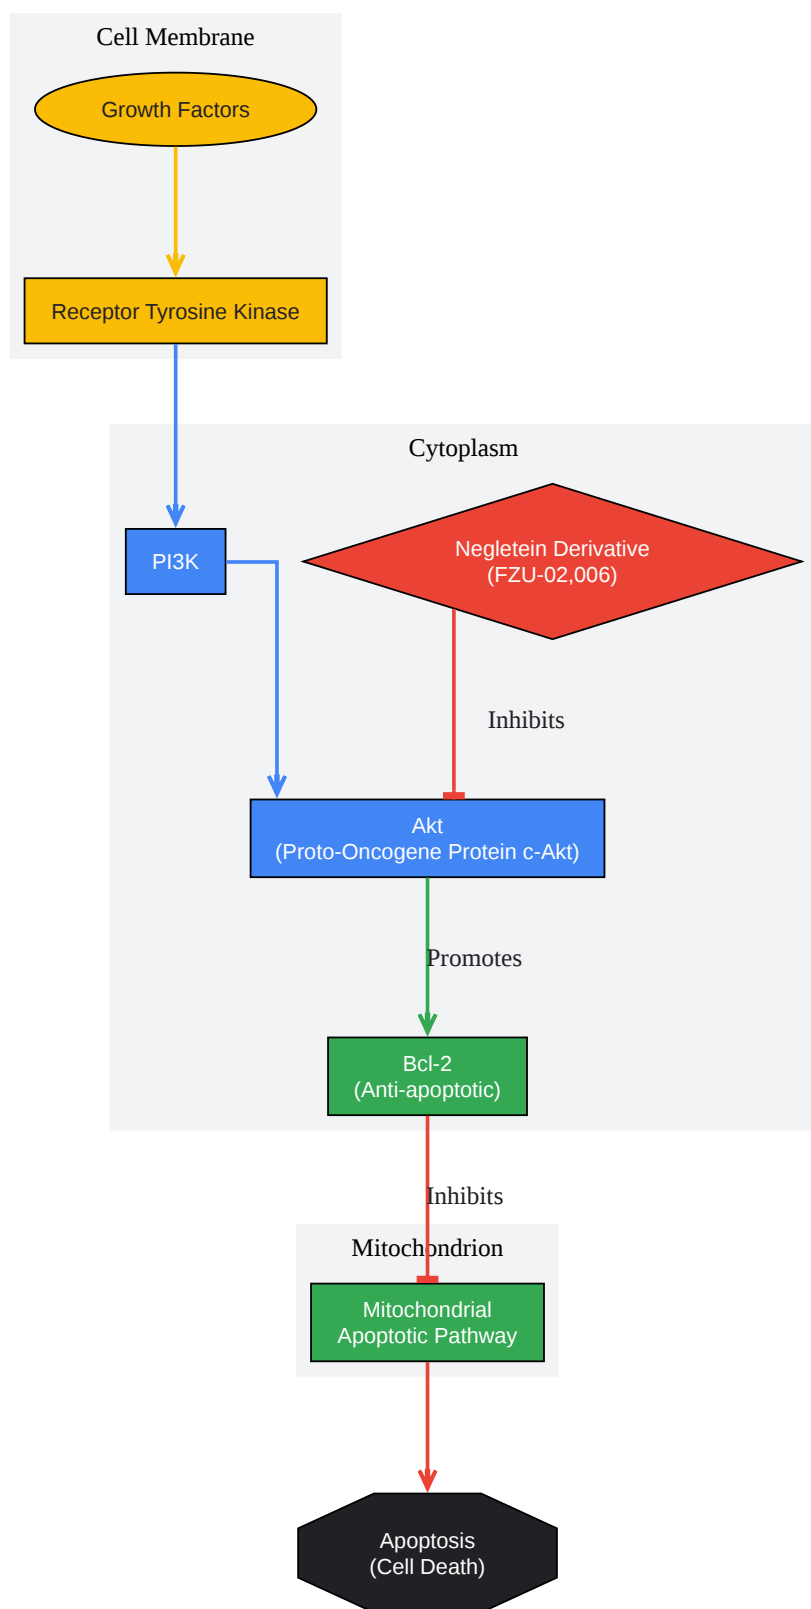 Cell Membrane
Growth Factors
Receptor Tyrosine Kinase
Cytoplasm
PI3K
Negletein Derivative
(FZU-02,006)
Inhibits
Akt
(Proto-Oncogene Protein c-Akt)
Promotes
Bcl-2
(Anti-apoptotic)
Inhibits
Mitochondrion
Mitochondrial
Apoptotic Pathway
Apoptosis
(Cell Death)